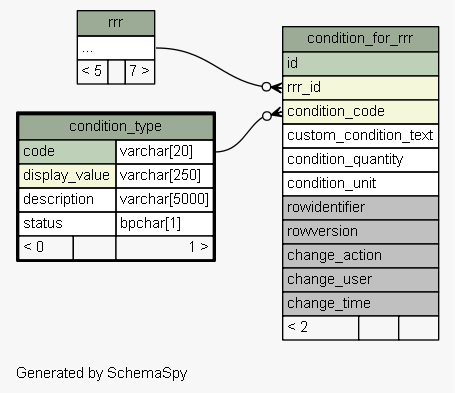 rrr
...
< 5 7 >
condition_type
code varchar[20]
display_value varchar[250]
description varchar[5000]
status bpchar[1]
< 0 1 >
condition_for_rrr
id
rrr_id
condition_code
custom_condition_text
condition_quantity
condition_unit
rowidentifier
rowversion
change_action
change_user
change_time
< 2
Generated by SchemaSpy